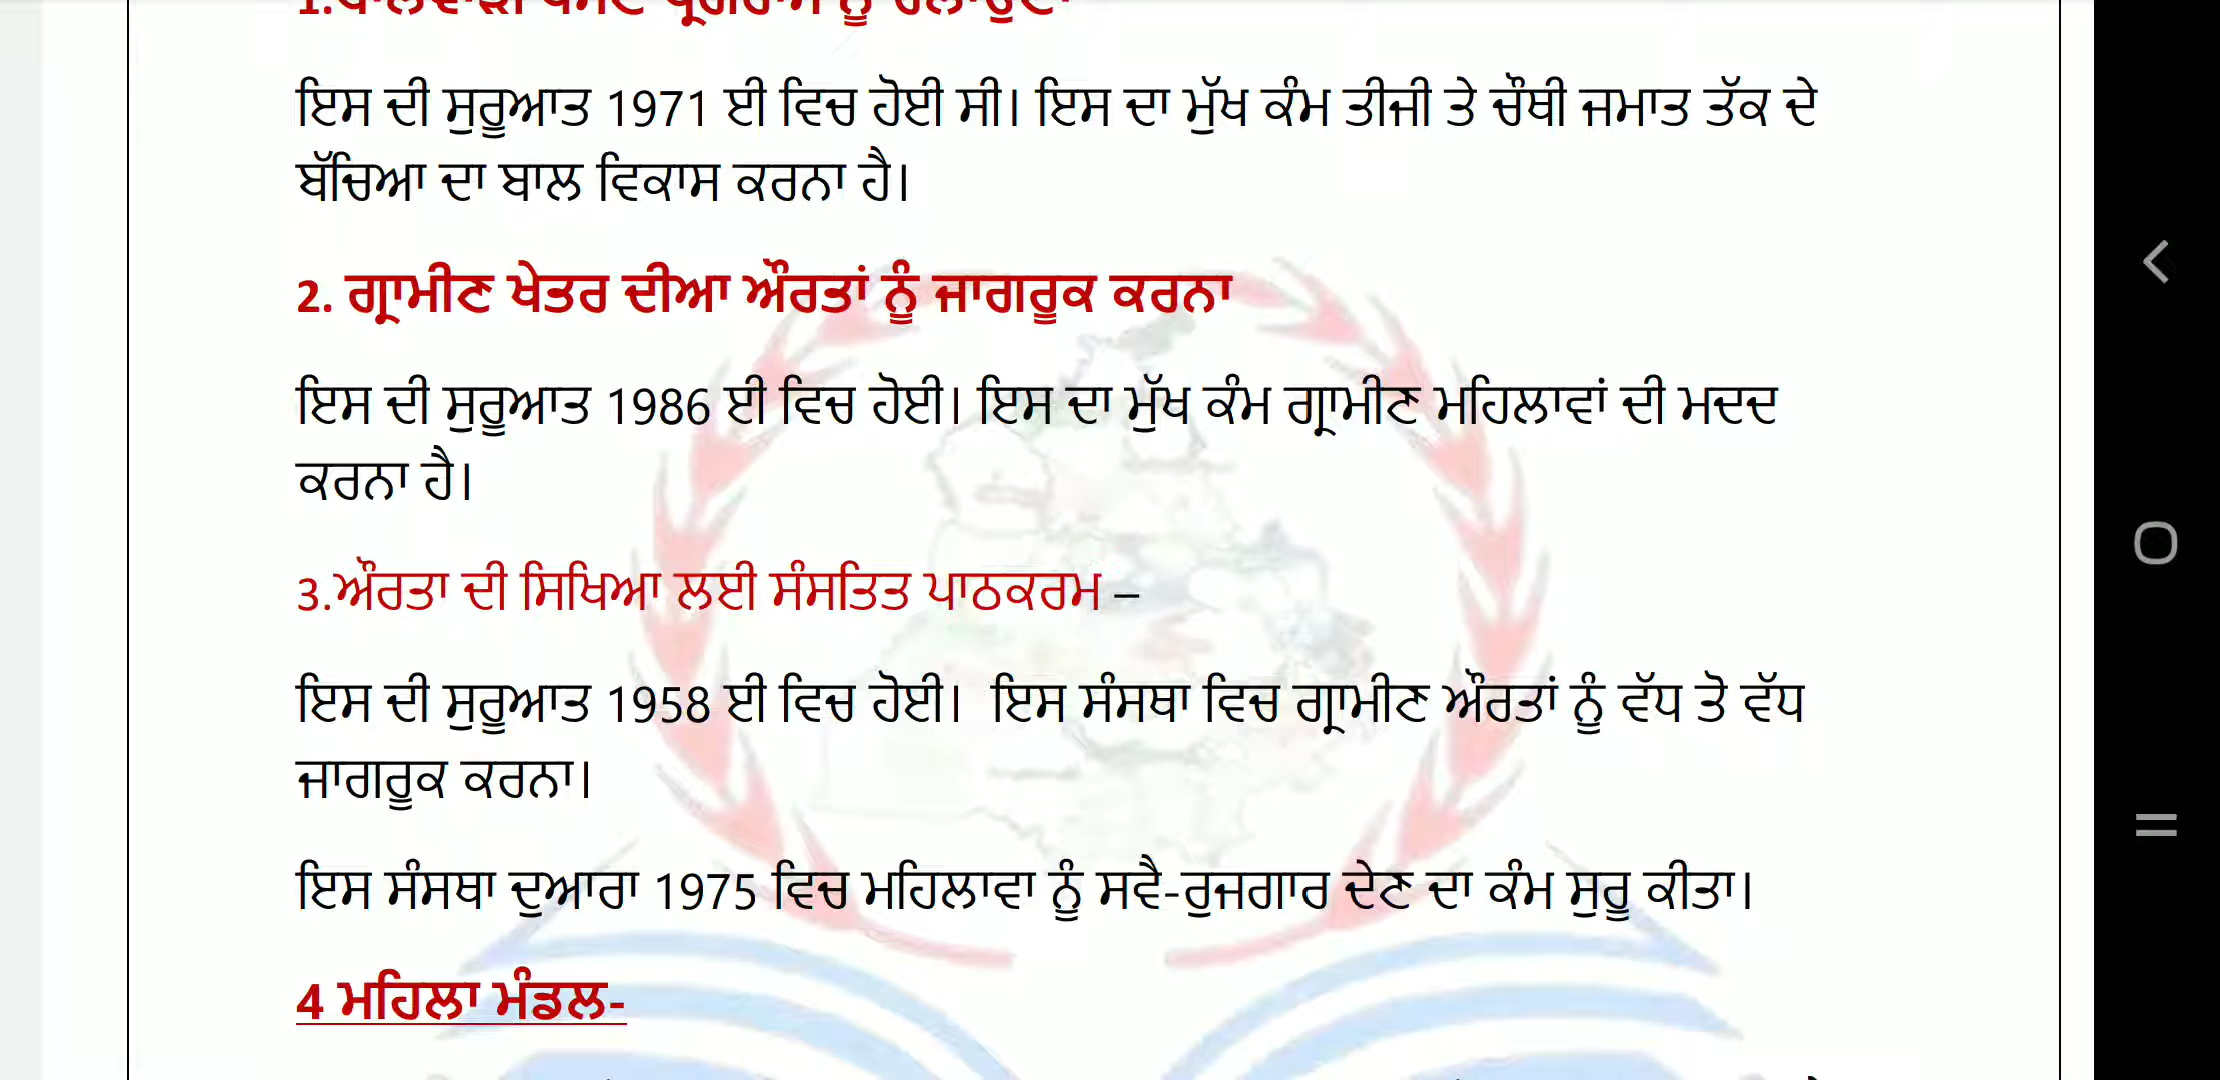 ਇਸ ਦੀ ਸੁਰੂਆਤ 1971 ਈ ਵਿਚ ਹੋਈ ਸੀ। ਇਸ ਦਾ ਮੁੱਖ ਕੰਮ ਤੀਜੀ ਤੇ ਚੌਥੀ ਜਮਾਤ ਤੱਕ ਦੇ
ਬੱਚਿਆ ਦਾ ਬਾਲ ਵਿਕਾਸ ਕਰਨਾ ਹੈ।
2. ਗ੍ਰਾਮੀਣ ਖੇਤਰ ਦੀਆ ਔਰਤਾਂ ਨੂੰ ਜਾਗਰੂਕ ਕਰਨਾ
ਇਸ ਦੀ ਸੁਰੂਆਤ 1986 ਈ ਵਿਚ ਹੋਈ। ਇਸ ਦਾ ਮੁੱਖ ਕੰਮ ਗ੍ਰਾਮੀਣ ਮਹਿਲਾਵਾਂ ਦੀ ਮਦਦ
ਕਰਨਾ ਹੈ।
3.ਔਰਤਾ ਦੀ ਸਿਖਿਆ ਲਈ ਸੰਸਤਿਤ ਪਾਠਕਰਮ –
ਇਸ ਦੀ ਸੁਰੂਆਤ 1958 ਈ ਵਿਚ ਹੋਈ। ਇਸ ਸੰਸਥਾ ਵਿਚ ਗ੍ਰਾਮੀਣ ਔਰਤਾਂ ਨੂੰ ਵੱਧ ਤੋ ਵੱਧ
ਜਾਗਰੂਕ ਕਰਨਾ।
ਇਸ ਸੰਸਥਾ ਦੁਆਰਾ 1975 ਵਿਚ ਮਹਿਲਾਵਾ ਨੂੰ ਸਵੈ-ਰੁਜਗਾਰ ਦੇਣ ਦਾ ਕੰਮ ਸੁਰੂ ਕੀਤਾ।
4 ਮਹਿਲਾ ਮੰਡਲ-